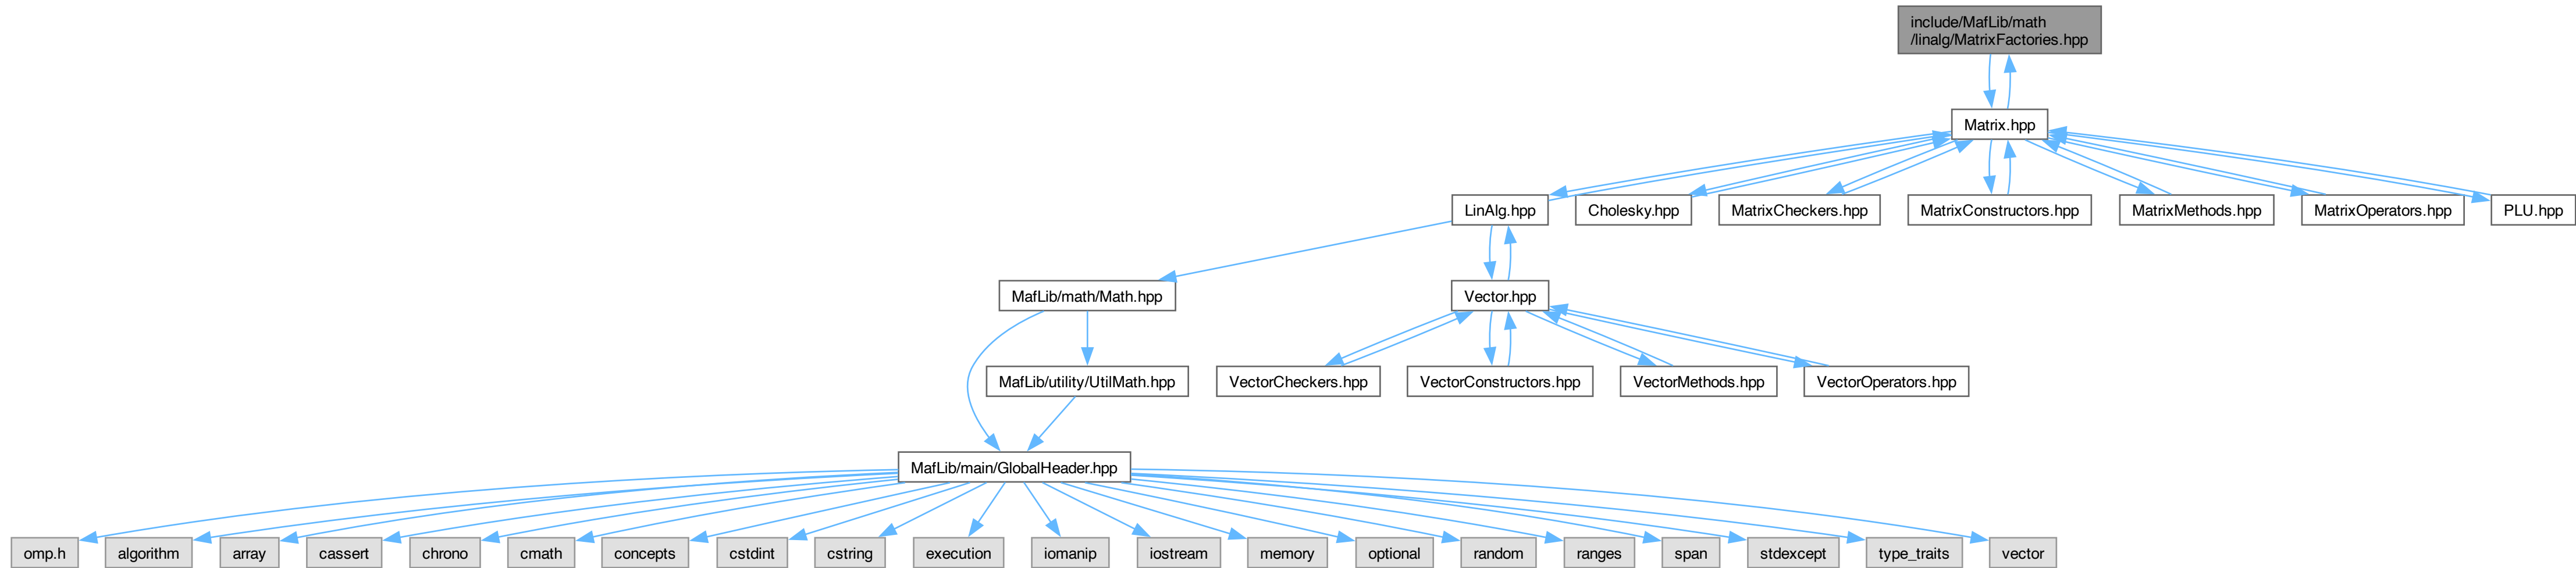 include/MafLib/math
/linalg/MatrixFactories.hpp
Matrix.hpp
LinAlg.hpp
Cholesky.hpp
MatrixCheckers.hpp
MatrixConstructors.hpp
MatrixMethods.hpp
MatrixOperators.hpp
PLU.hpp
MafLib/math/Math.hpp
Vector.hpp
MafLib/utility/UtilMath.hpp
VectorCheckers.hpp
VectorConstructors.hpp
VectorMethods.hpp
VectorOperators.hpp
MafLib/main/GlobalHeader.hpp
omp.h
algorithm
array
cassert
chrono
cmath
concepts
cstdint
cstring
execution
iomanip
iostream
memory
optional
random
ranges
span
stdexcept
type_traits
vector